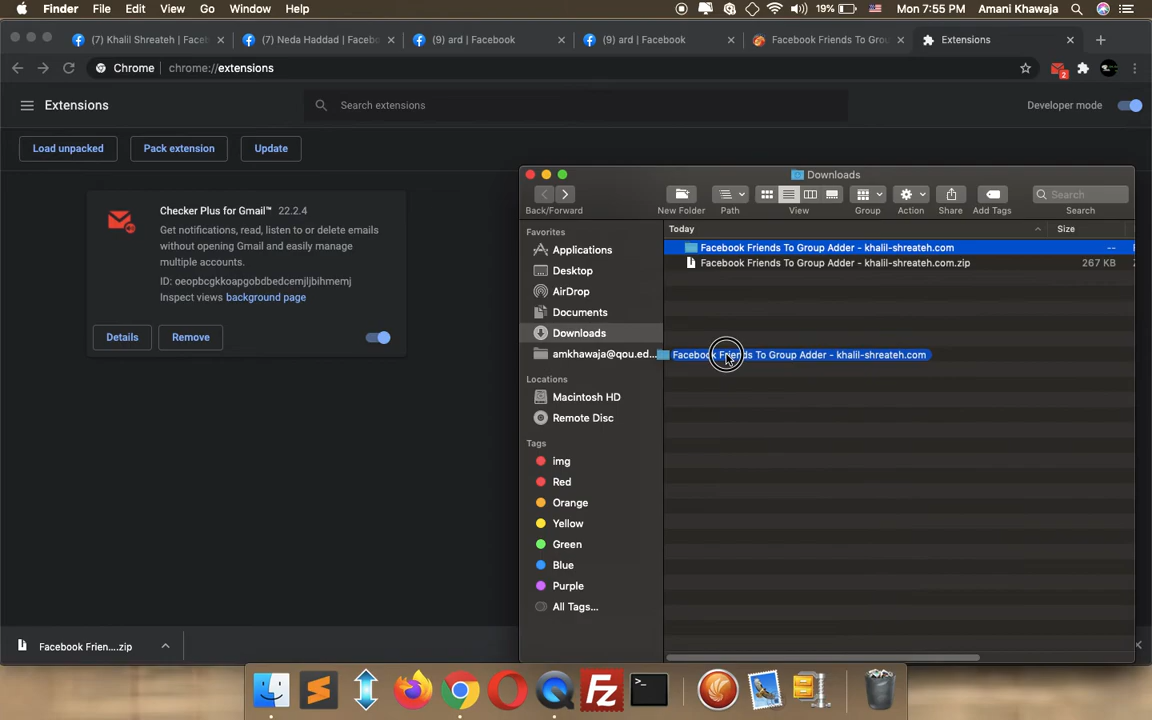 Finder File Edit View Go Window Help 19% Mon 7:55 PM Amani Khawaja
(7) Khalil Shreateh | Faceb (7) Neda Haddad | Facebo (9) ard | Facebook (9) ard | Facebook Facebook Friends To Grou Extensions
Chrome chrome://extensions 2
Extensions Search extensions Developer mode
Load unpacked Pack extension Update
Checker Plus for Gmail™ 22.2.4
Get notifications, read, listen to or delete emails
without opening Gmail and easily manage
multiple accounts.
ID: oeopbcgkkoapgobdbedcemjljbihmemj
Inspect views background page
Details Remove
Downloads
Back/Forward New Folder Path View Group Action Share Add Tags Search
Search
Favorites
Applications
Desktop
AirDrop
Documents
Downloads
amkhawaja@qou.ed...
Locations
Macintosh HD
Remote Disc
Tags
img
Red
Orange
Yellow
Green
Blue
Purple
All Tags...
Today Size
Facebook Friends To Group Adder - khalil-shreateh.com --
Facebook Friends To Group Adder - khalil-shreateh.com.zip 267 KB
Facebook Friends To Group Adder - khalil-shreateh.com
Facebook Frien....zip